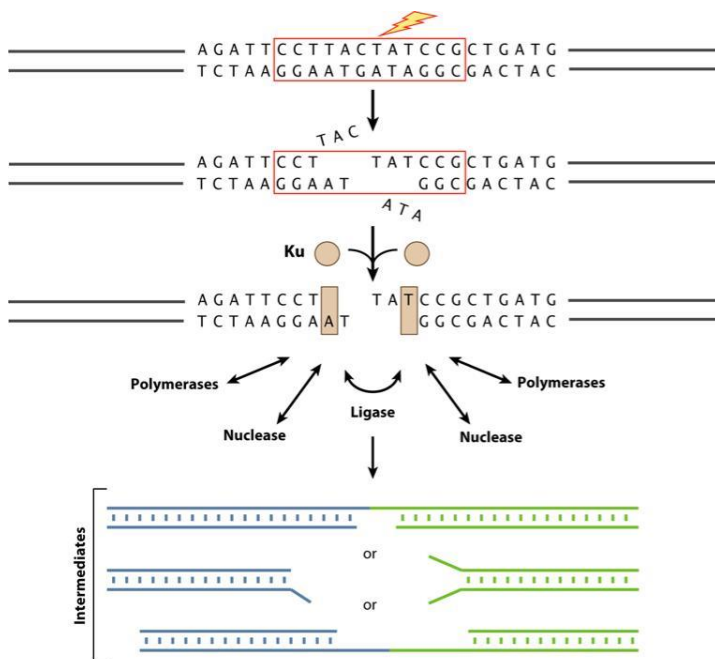 AGATTCCTTACTATCCGCTGATG
TCTAAGGAATGATAGGCGACTAC
TAC
AGATTCCT TATCCGCTGATG
TCTAAGGAAT GGCGACTAC
ATA
Ku
AGATTCCT TATCCGCTGATG
TCTAAGGAAT GGCGACTAC
Polymerases
Polymerases
Ligase
Nuclease
Nuclease
Intermediates
or
or